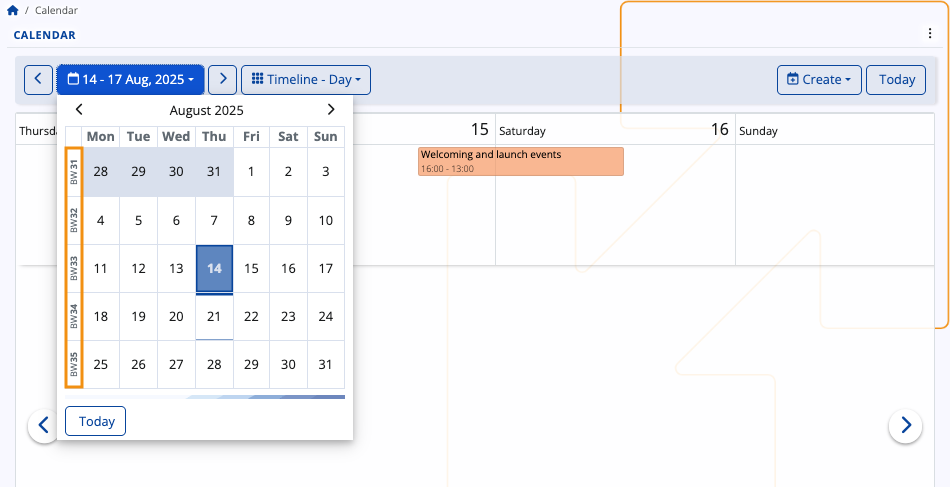 / Calendar
CALENDAR
14 - 17 Aug, 2025
Timeline - Day
Create
Today
August 2025
Mon Tue Wed Thu Fri Sat Sun
BW31 28 29 30 31 1 2 3
BW32 4 5 6 7 8 9 10
BW33 11 12 13 14 15 16 17
BW34 18 19 20 21 22 23 24
BW35 25 26 27 28 29 30 31
Today
15 Saturday 16 Sunday
Welcoming and launch events
16:00 - 13:00